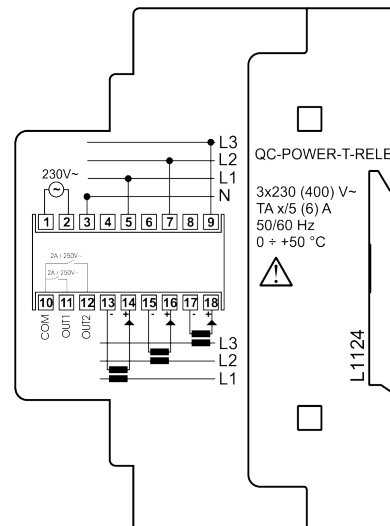 L3
L2
L1
N
230V~
1 2 3 4 5 6 7 8 9
2A / 250V~
2A / 250V~
10 11 12 13 14 15 16 17 18
- + - + - +
COM
OUT1
OUT2
L3
L2
L1
QC-POWER-T-RELE
3x230 (400) V~
TA x/5 (6) A
50/60 Hz
0 ÷ +50 °C
L1124